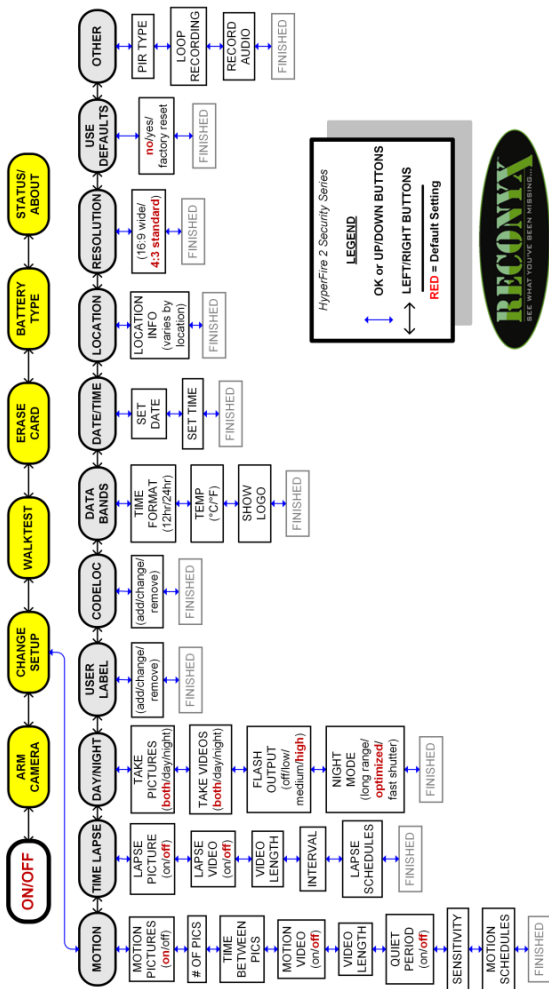 ON/OFF
ARM
CAMERA
CHANGE
SETUP
WALKTEST
ERASE
CARD
BATTERY
TYPE
STATUS/
ABOUT
MOTION
MOTION
PICTURES
(on/off)
# OF PICS
TIME
BETWEEN
PICS
MOTION
VIDEO
(on/off)
VIDEO
LENGTH
QUIET
PERIOD
(on/off)
SENSITIVITY
MOTION
SCHEDULES
FINISHED
TIME LAPSE
LAPSE
PICTURE
(on/off)
LAPSE
VIDEO
(on/off)
VIDEO
LENGTH
INTERVAL
LAPSE
SCHEDULES
FINISHED
DAY/NIGHT
TAKE
PICTURES
(both/day/night)
TAKE VIDEOS
(both/day/night)
FLASH
OUTPUT
(off/low/
medium/high)
NIGHT
MODE
(long range/
optimized/
fast shutter)
FINISHED
USER
LABEL
(add/change/
remove)
FINISHED
CODELOC
(add/change/
remove)
FINISHED
DATA
BANDS
TIME
FORMAT
(12hr/24hr)
TEMP
(°C/°F)
SHOW
LOGO
FINISHED
DATE/TIME
SET
DATE
SET TIME
FINISHED
LOCATION
LOCATION
INFO
(varies by
location)
FINISHED
RESOLUTION
(16:9 wide/
4:3 standard)
FINISHED
USE
DEFAULTS
no/yes/
factory reset
FINISHED
OTHER
PIR TYPE
LOOP
RECORDING
RECORD
AUDIO
FINISHED
HyperFire 2 Security Series
LEGEND
OK or UP/DOWN BUTTONS
LEFT/RIGHT BUTTONS
RED = Default Setting
RECONYX
SEE WHAT YOU'VE BEEN MISSING...